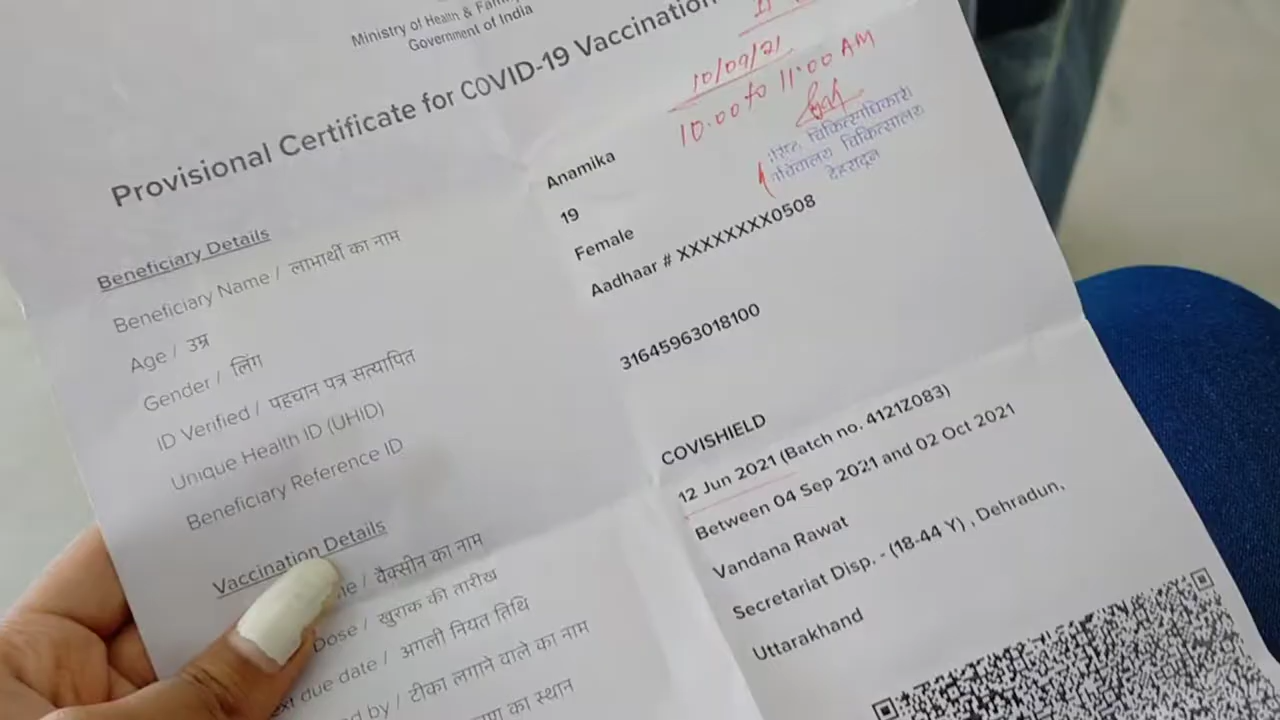 Ministry of Health &
Government of India
Provisional Certificate for COVID-19 Vaccination
10/09/21
10.00 to 11:00 AM
चिकित्साधिकारी
चिकित्सालय
देहरादून
Beneficiary Details
Beneficiary Name / लाभार्थी का नाम Anamika
Age / उम्र 19
Gender / लिंग Female
ID Verified / पहचान पत्र सत्यापित Aadhaar # XXXXXXXX0508
Unique Health ID (UHID)
Beneficiary Reference ID 31645963018100
Vaccination Details
/ वैक्सीन का नाम COVISHIELD
Dose / खुराक की तारीख 12 Jun 2021 (Batch no. 4121Z083)
due date / अगली नियत तिथि Between 04 Sep 2021 and 02 Oct 2021
by / टीका लगाने वाले का नाम Vandana Rawat
का स्थान Secretariat Disp. - (18-44 Y) , Dehradun,
Uttarakhand